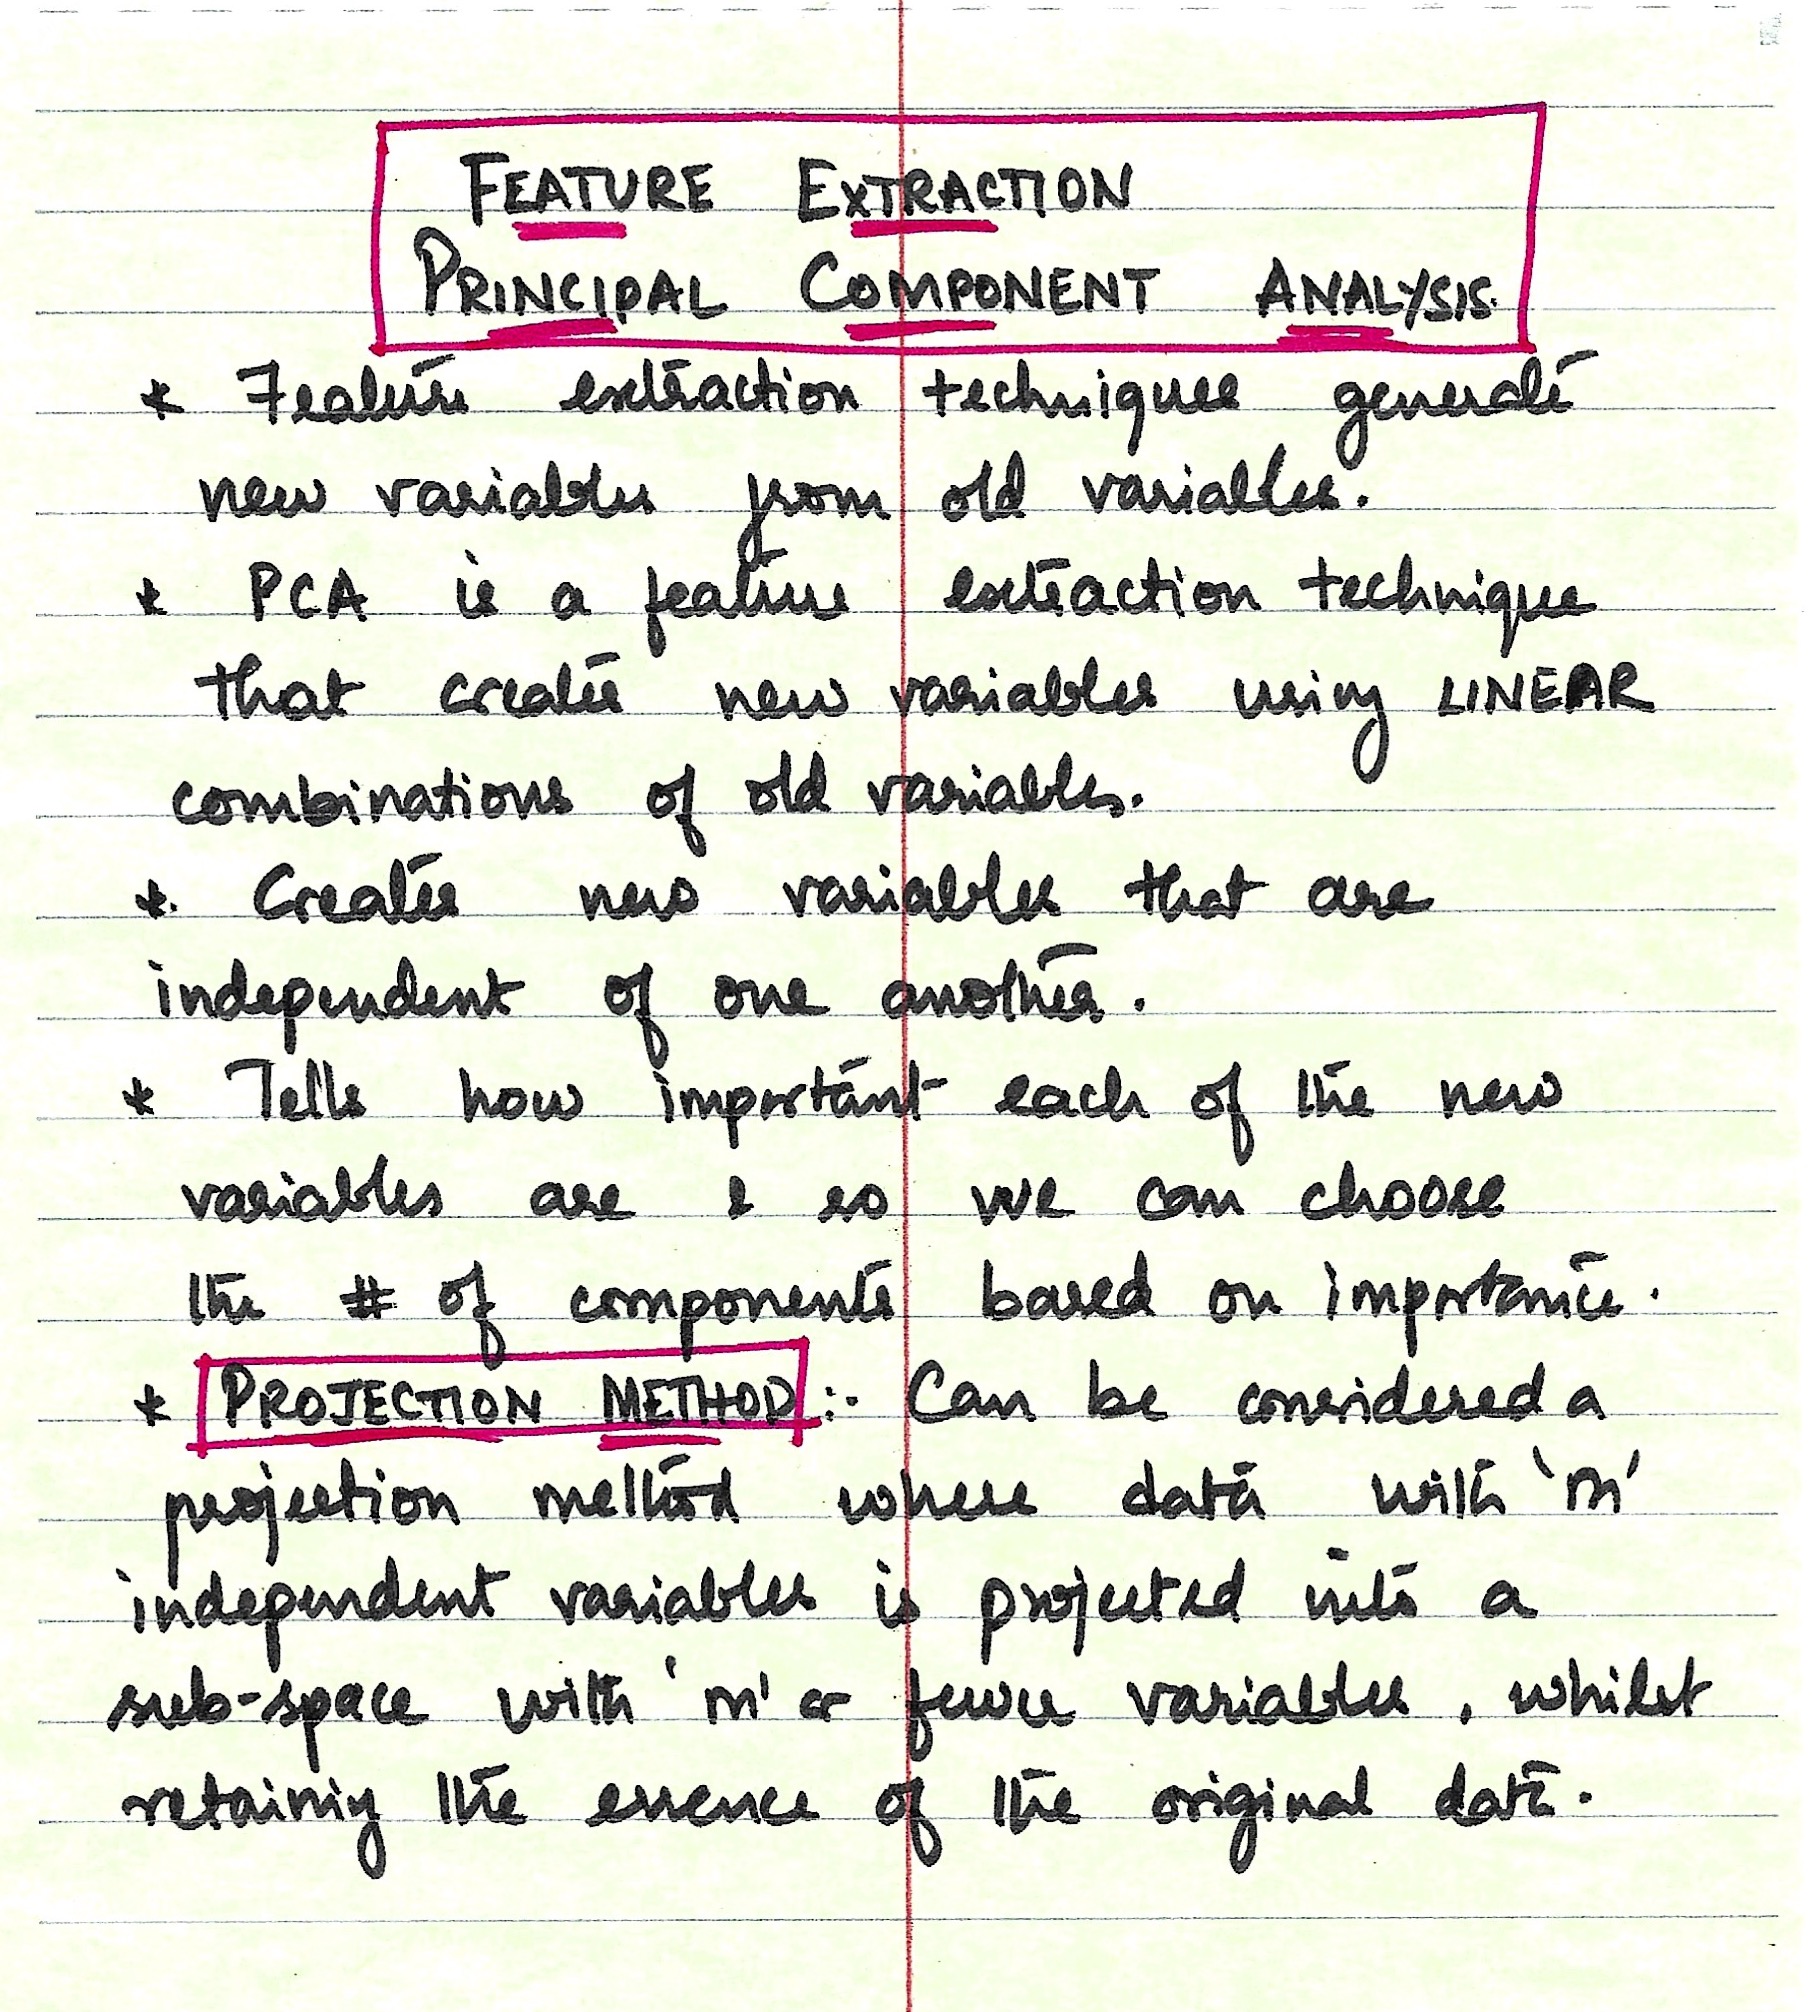 FEATURE EXTRACTION
PRINCIPAL COMPONENT ANALYSIS.
* Feature extraction techniques generate
new variables from old variables.
* PCA is a feature extraction technique
that creates new variables using LINEAR
combinations of old variables.
* Creates new variables that are
independent of one another.
* Tells how important each of the new
variables are & so we can choose
the # of components based on importance.
* PROJECTION METHOD :- Can be considered a
projection method where data with 'm'
independent variables is projected into a
sub-space with 'm' or fewer variables, whilst
retaining the essence of the original data.